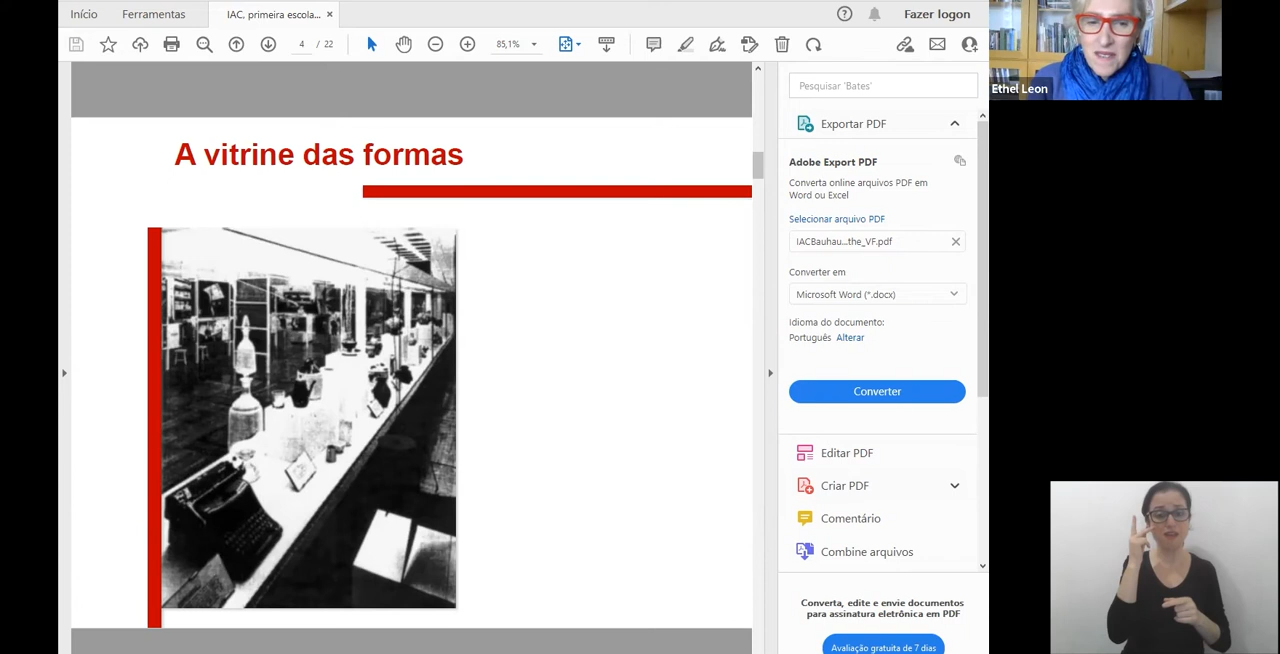 Início
Ferramentas
IAC, primeira escola... ×
Fazer logon
4 / 22
85,1%
Ethel Leon
A vitrine das formas
Pesquisar 'Bates'
Exportar PDF
Adobe Export PDF
Converta online arquivos PDF em
Word ou Excel
Selecionar arquivo PDF
IACBauhau...the_VF.pdf
Converter em
Microsoft Word (*.docx)
Idioma do documento:
Português Alterar
Converter
Editar PDF
Criar PDF
Comentário
Combine arquivos
Converta, edite e envie documentos
para assinatura eletrônica em PDF
Avaliação gratuita de 7 dias